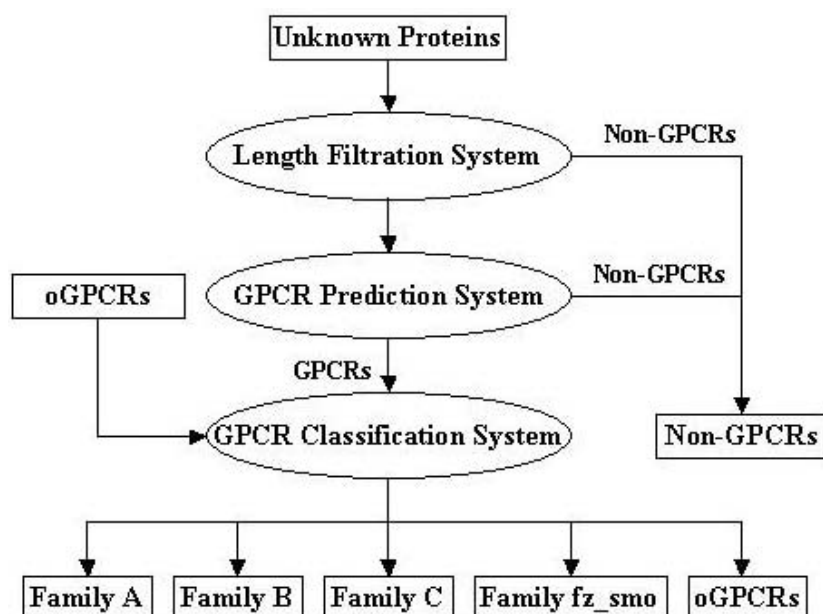 Unknown Proteins
Non-GPCRs
Length Filtration System
Non-GPCRs
oGPCRs
GPCR Prediction System
GPCRs
GPCR Classification System
Non-GPCRs
Family A
Family B
Family C
Family fz_smo
oGPCRs